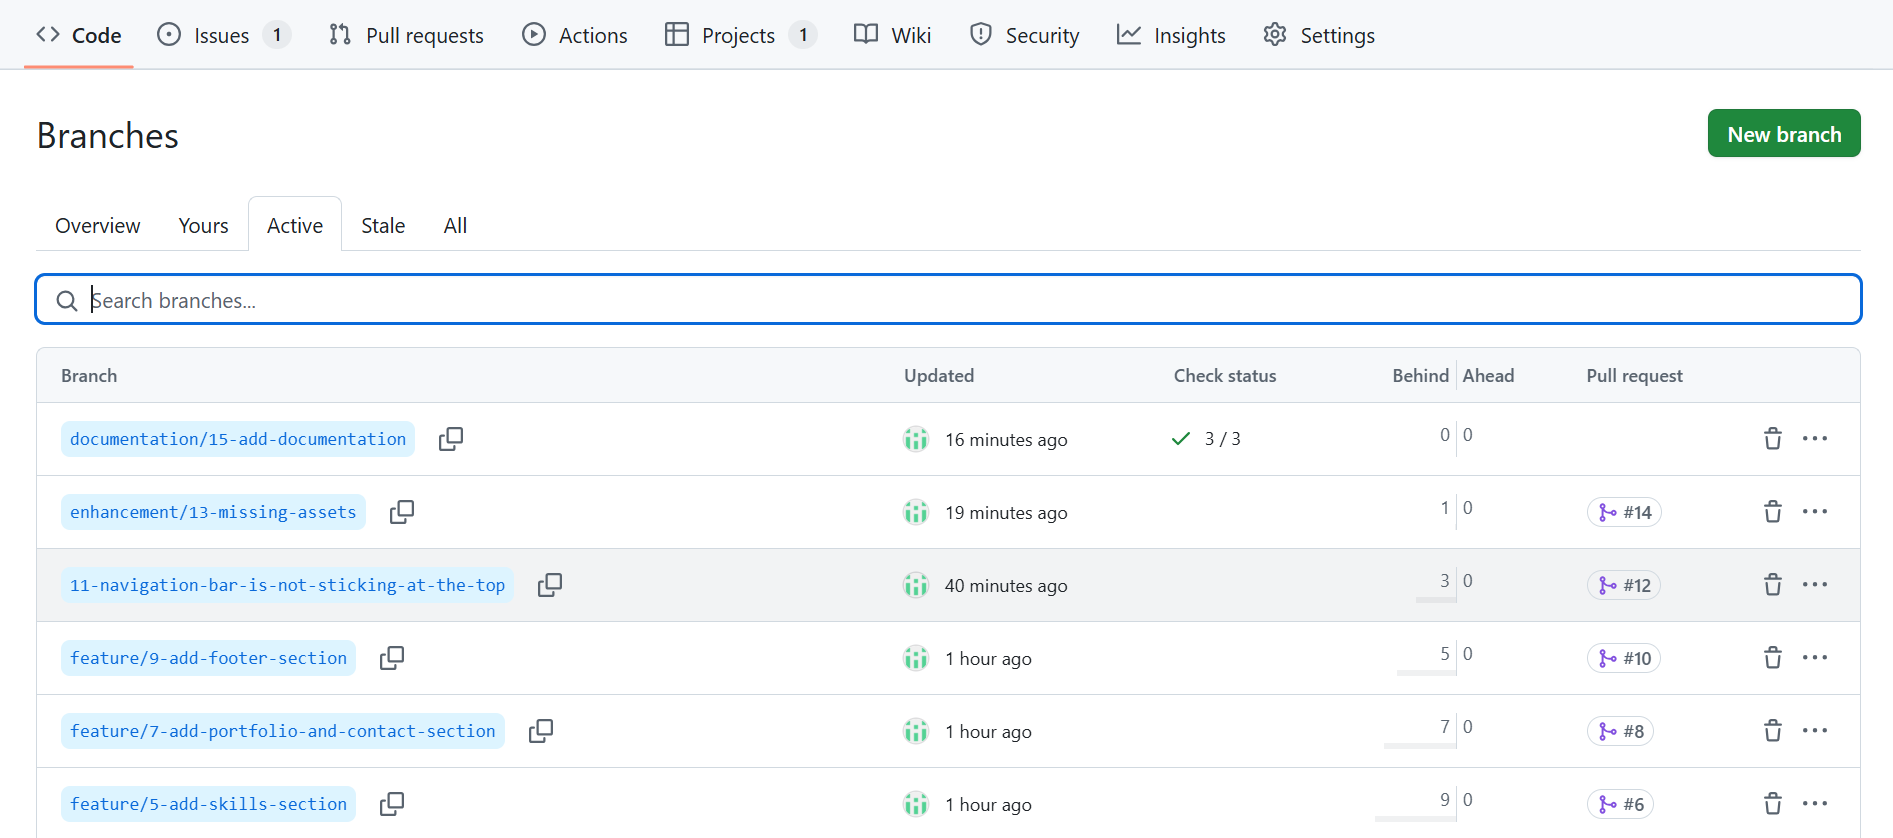 Code Issues 1 Pull requests Actions Projects 1 Wiki Security Insights Settings
Branches
New branch
Overview Yours Active Stale All
Search branches...
Branch Updated Check status Behind Ahead Pull request
documentation/15-add-documentation 16 minutes ago 3 / 3 0 0
enhancement/13-missing-assets 19 minutes ago 1 0 #14
11-navigation-bar-is-not-sticking-at-the-top 40 minutes ago 3 0 #12
feature/9-add-footer-section 1 hour ago 5 0 #10
feature/7-add-portfolio-and-contact-section 1 hour ago 7 0 #8
feature/5-add-skills-section 1 hour ago 9 0 #6